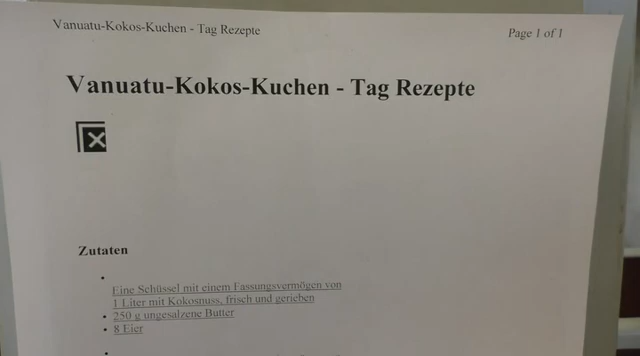 Vanuatu-Kokos-Kuchen - Tag Rezepte
Page 1 of 1
Vanuatu-Kokos-Kuchen - Tag Rezepte
Zutaten
Eine Schüssel mit einem Fassungsvermögen von
1 Liter mit Kokosnuss, frisch und gerieben
• 250 g ungesalzene Butter
• 8 Eier